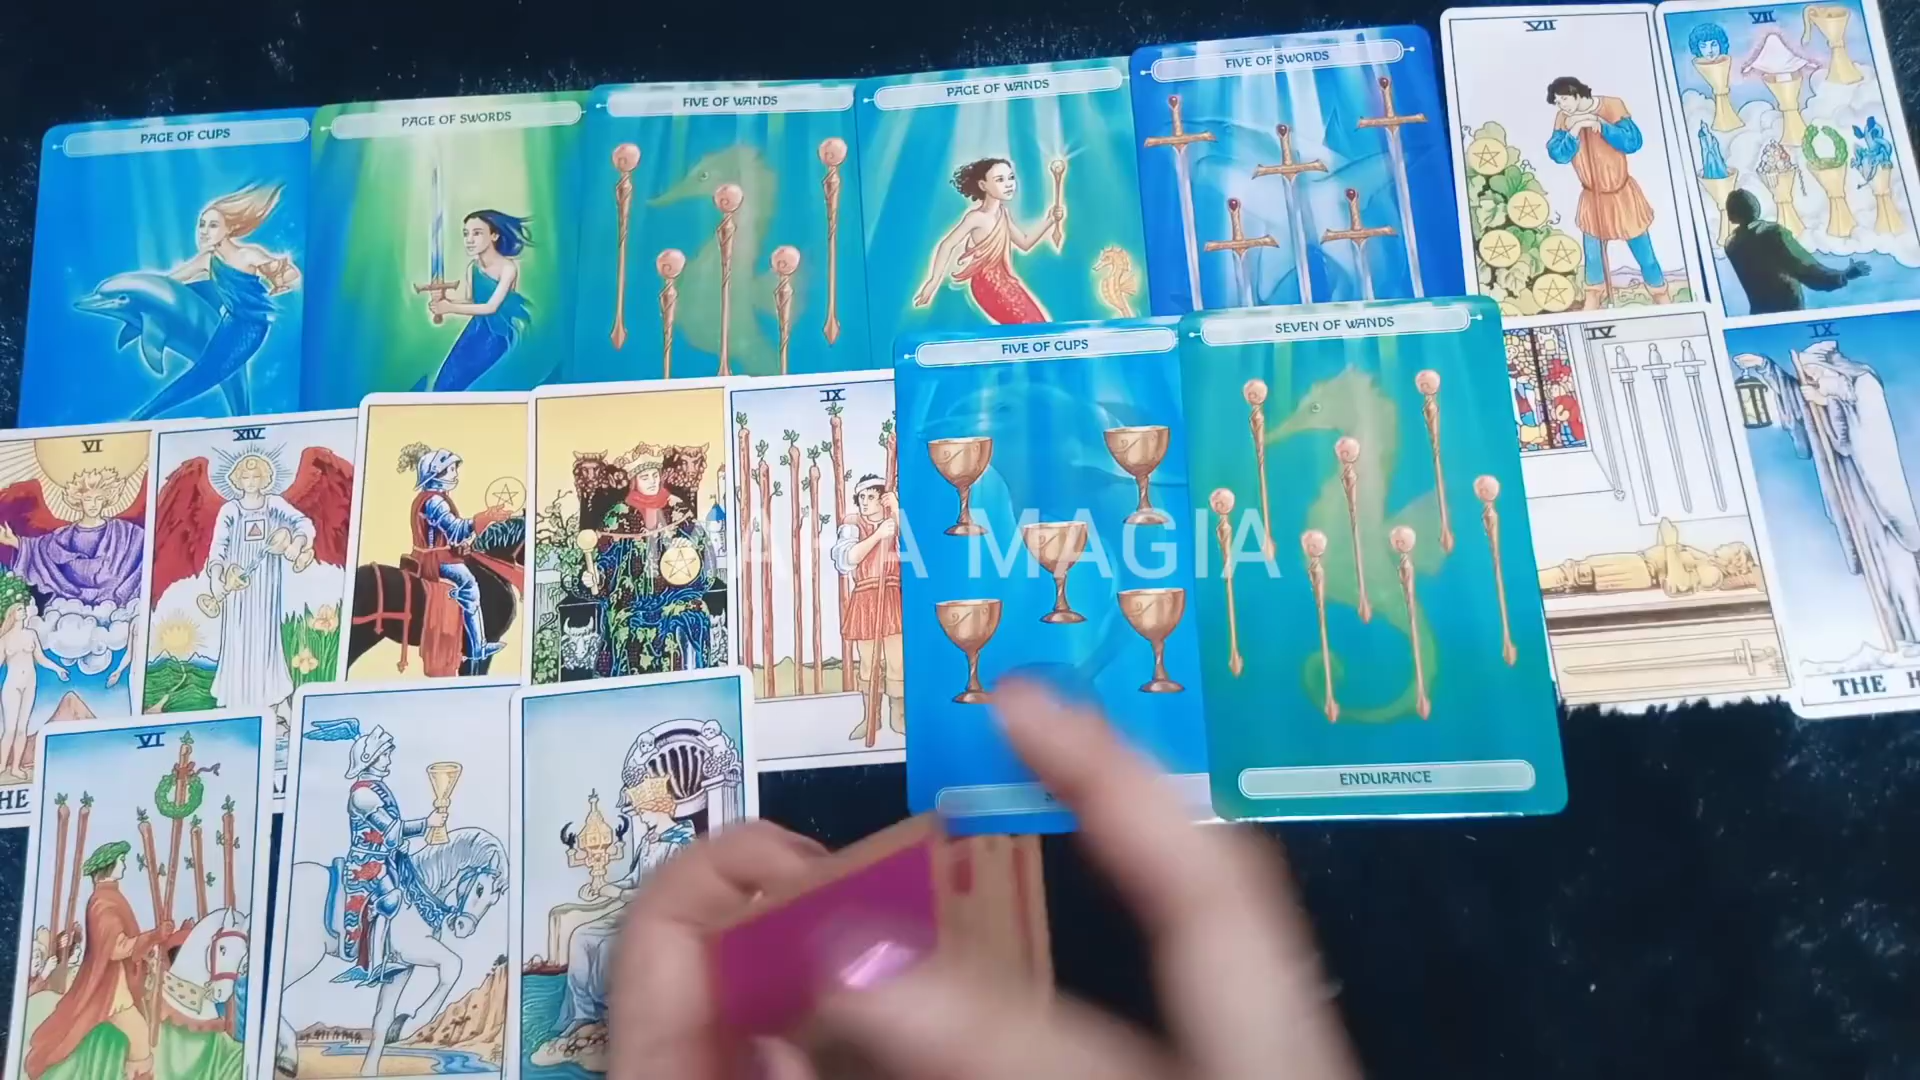 PAGE OF CUPS
PAGE OF SWORDS
FIVE OF WANDS
PAGE OF WANDS
FIVE OF SWORDS
VII
VII
FIVE OF CUPS
SEVEN OF WANDS
IV
IX
VI
XIV
IX
MAGIA
ENDURANCE
THE
THE
VI